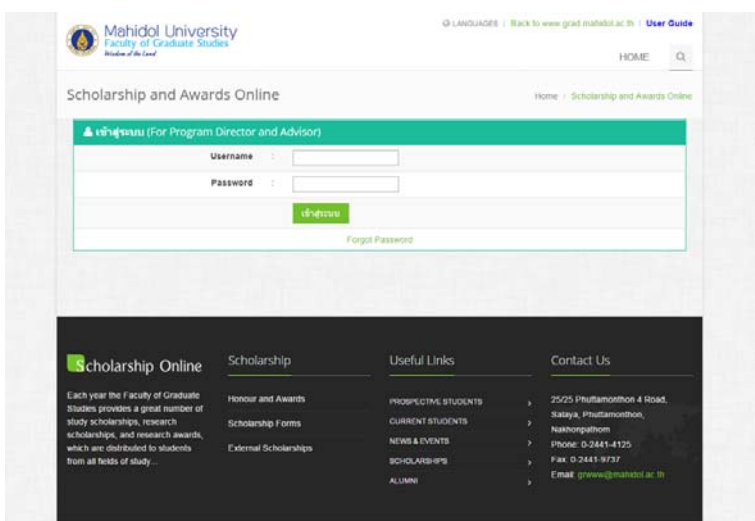 Mahidol University
Faculty of Graduate Studies
Wisdom of the Land
LANGUAGES | Back to www.grad.mahidol.ac.th | User Guide
HOME
Scholarship and Awards Online
Home / Scholarship and Awards Online
เข้าสู่ระบบ (For Program Director and Advisor)
Username :
Password :
เข้าสู่ระบบ
Forgot Password
Scholarship Online
Each year the Faculty of Graduate
Studies provides a great number of
study scholarships, research
scholarships, and research awards,
which are distributed to students
from all fields of study...
Scholarship
Honour and Awards
Scholarship Forms
External Scholarships
Useful Links
PROSPECTIVE STUDENTS
CURRENT STUDENTS
NEWS & EVENTS
SCHOLARSHIPS
ALUMNI
Contact Us
25/25 Phuttamonthon 4 Road,
Salaya, Phuttamonthon,
Nakhonpathom
Phone: 0-2441-4125
Fax: 0-2441-9737
Email: grwww@mahidol.ac.th